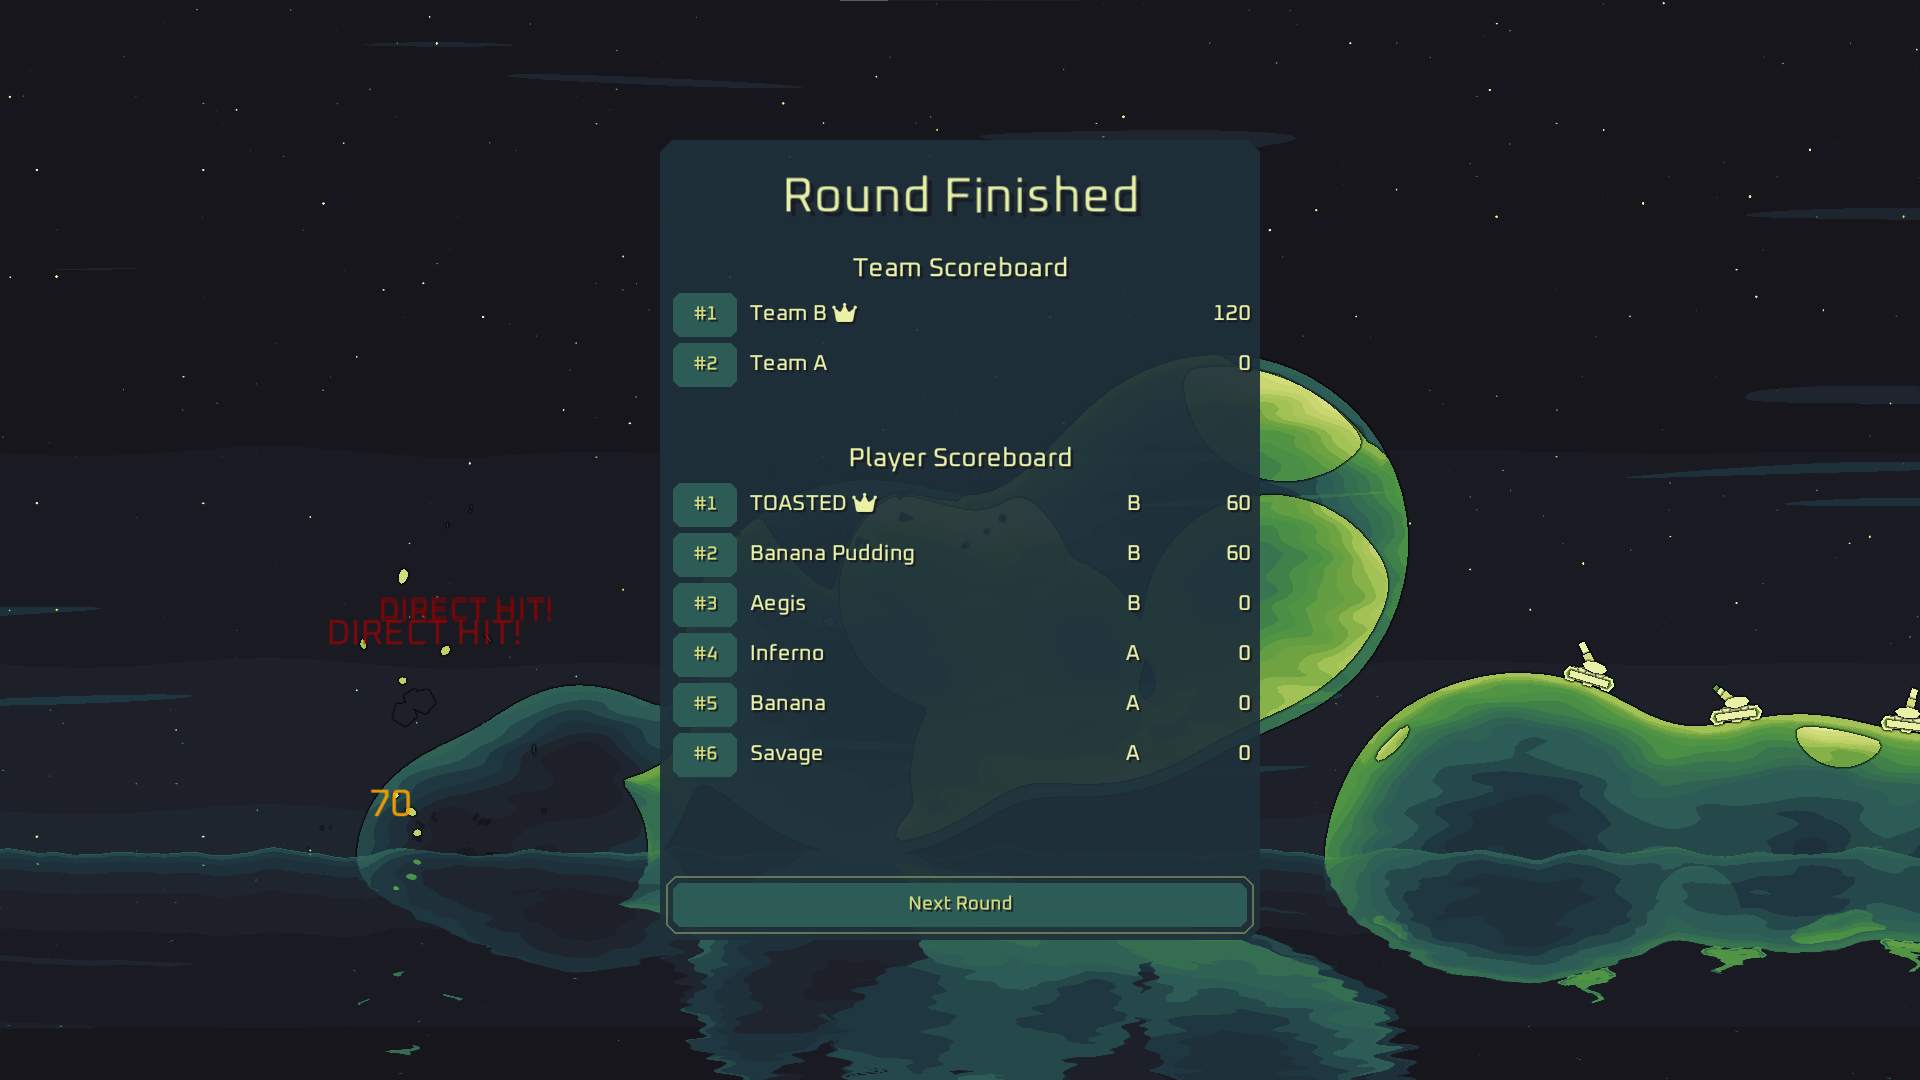 Round Finished
Team Scoreboard
#1 Team B 120
#2 Team A 0
Player Scoreboard
#1 TOASTED B 60
#2 Banana Pudding B 60
#3 Aegis B 0
#4 Inferno A 0
#5 Banana A 0
#6 Savage A 0
DIRECT HIT!
DIRECT HIT!
70
Next Round